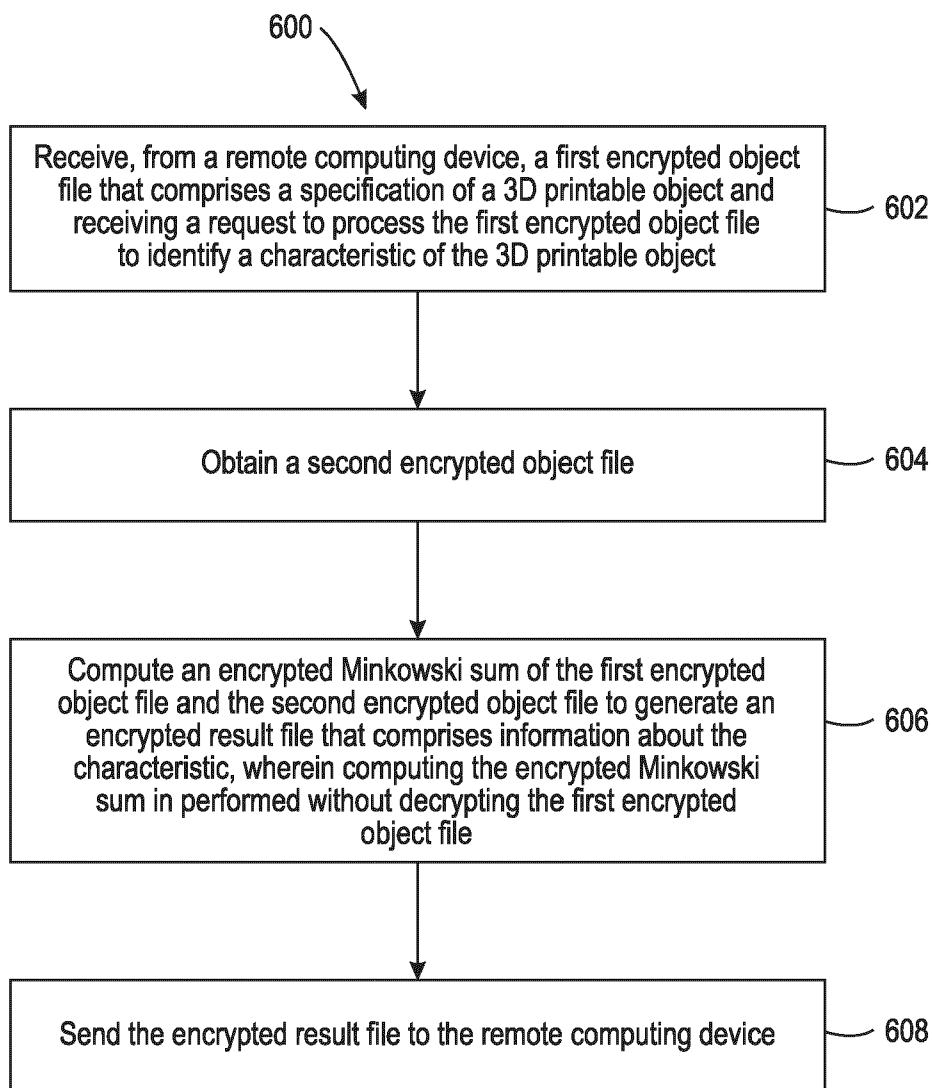 600
Receive, from a remote computing device, a first encrypted object
file that comprises a specification of a 3D printable object and
receiving a request to process the first encrypted object file
to identify a characteristic of the 3D printable object
602
Obtain a second encrypted object file
604
Compute an encrypted Minkowski sum of the first encrypted
object file and the second encrypted object file to generate an
encrypted result file that comprises information about the
characteristic, wherein computing the encrypted Minkowski
sum in performed without decrypting the first encrypted
object file
606
Send the encrypted result file to the remote computing device
608